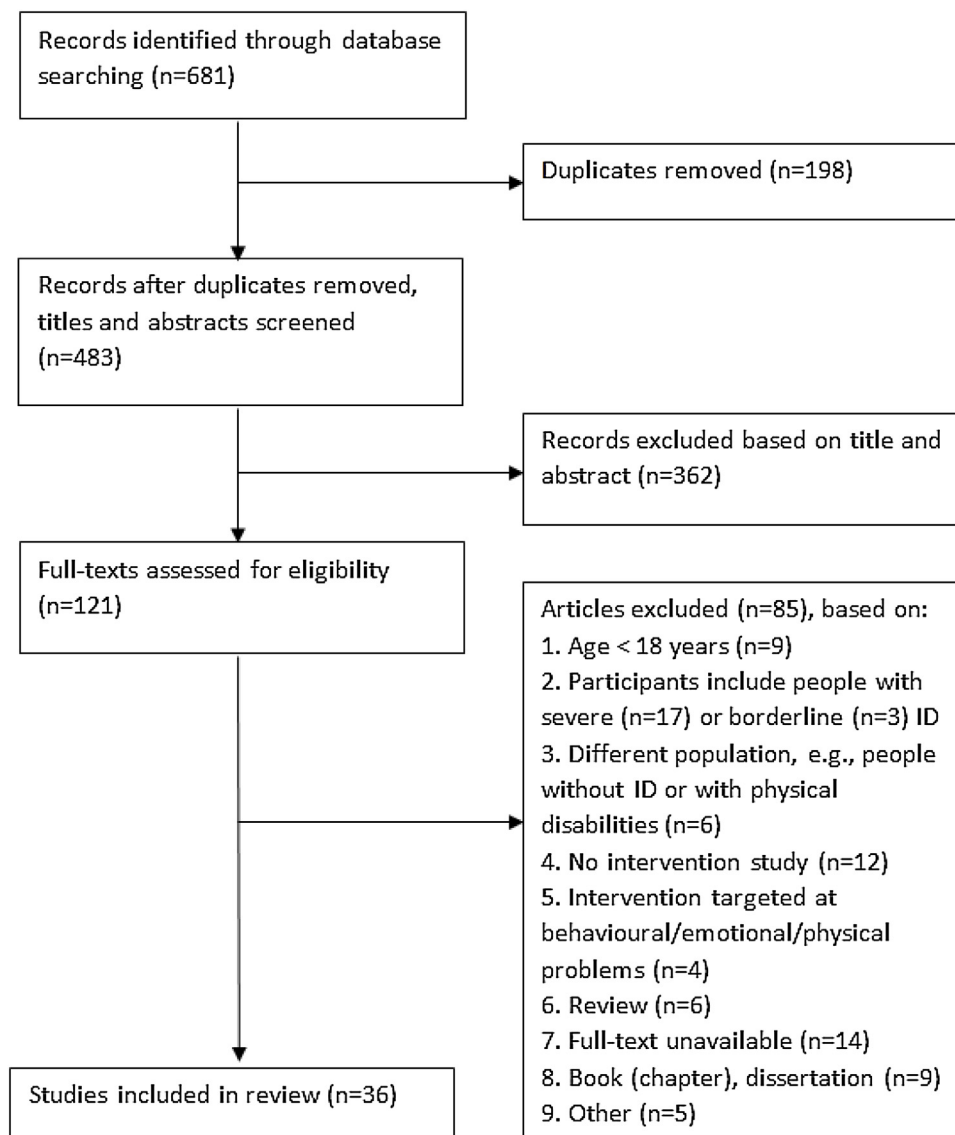 Records identified through database
searching (n=681)
Duplicates removed (n=198)
Records after duplicates removed,
titles and abstracts screened
(n=483)
Records excluded based on title and
abstract (n=362)
Full-texts assessed for eligibility
(n=121)
Articles excluded (n=85), based on:
1. Age < 18 years (n=9)
2. Participants include people with
severe (n=17) or borderline (n=3) ID
3. Different population, e.g., people
without ID or with physical
disabilities (n=6)
4. No intervention study (n=12)
5. Intervention targeted at
behavioural/emotional/physical
problems (n=4)
6. Review (n=6)
7. Full-text unavailable (n=14)
8. Book (chapter), dissertation (n=9)
9. Other (n=5)
Studies included in review (n=36)